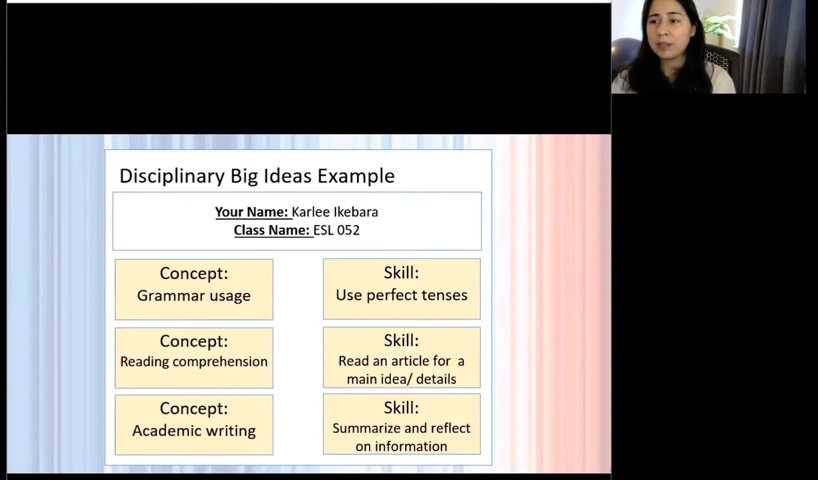 Disciplinary Big Ideas Example
Your Name: Karlee Ikebara
Class Name: ESL 052
Concept:
Grammar usage
Skill:
Use perfect tenses
Concept:
Reading comprehension
Skill:
Read an article for a
main idea/ details
Concept:
Academic writing
Skill:
Summarize and reflect
on information